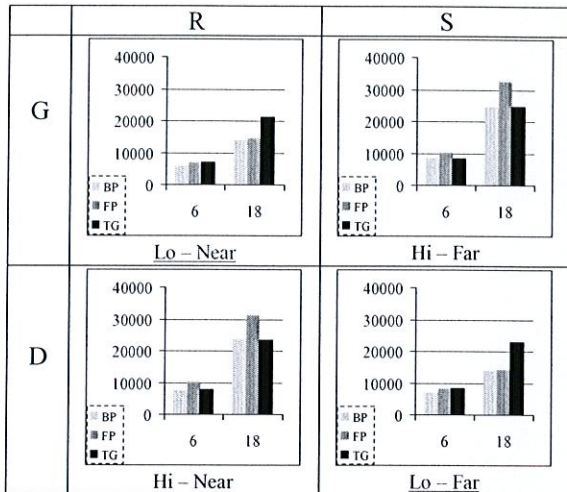 R S
G
40000
30000
20000
10000
0
BP
FP
TG
6 18
Lo – Near
40000
30000
20000
10000
0
BP
FP
TG
6 18
Hi – Far
D
40000
30000
20000
10000
0
BP
FP
TG
6 18
Hi – Near
40000
30000
20000
10000
0
BP
FP
TG
6 18
Lo – Far